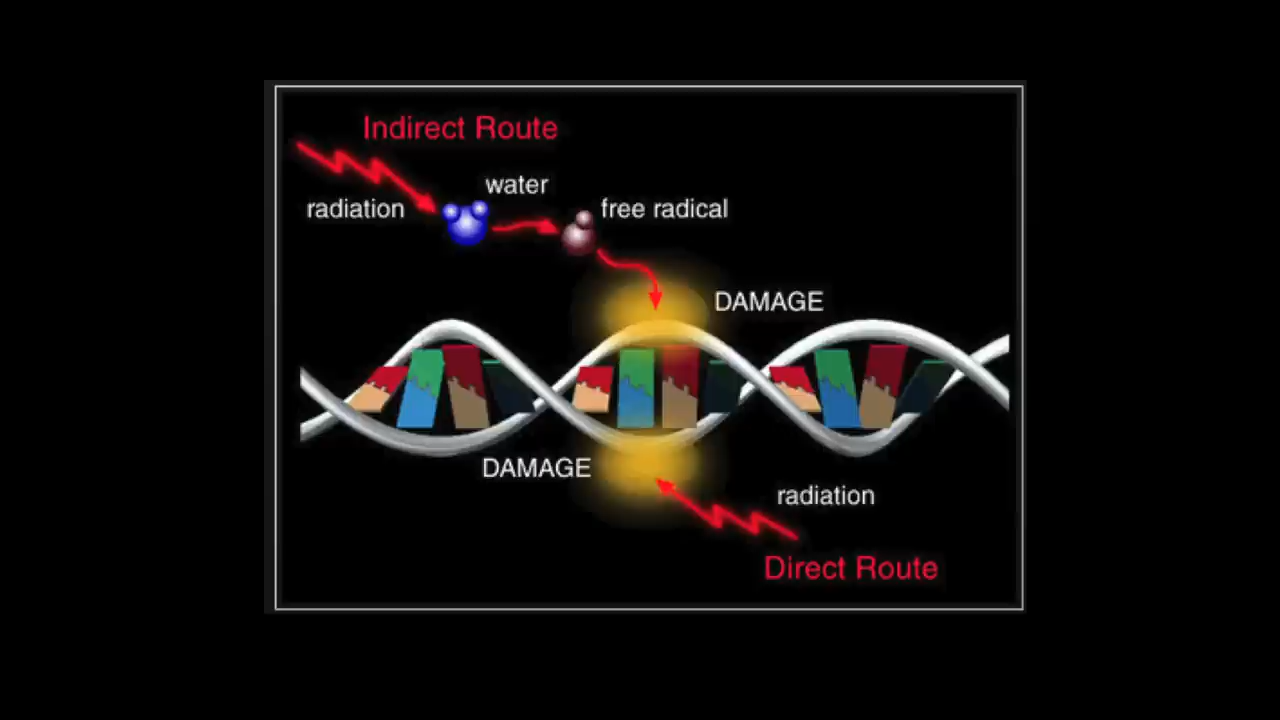 Indirect Route
water
radiation
free radical
DAMAGE
DAMAGE
radiation
Direct Route